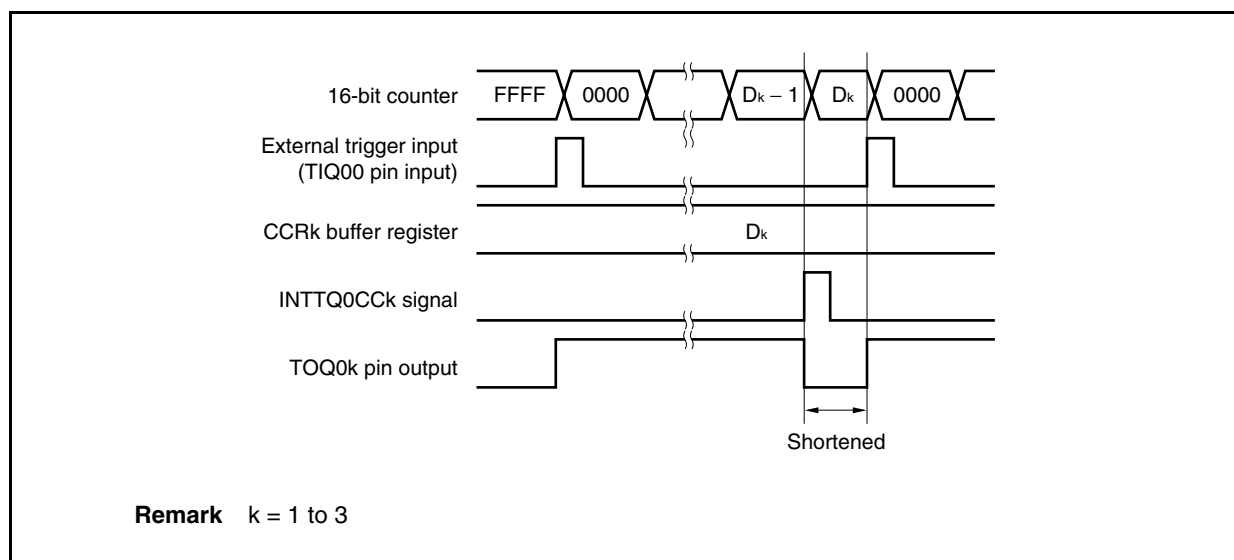 16-bit counter FFFF 0000 Dk − 1 Dk 0000
External trigger input
(TIQ00 pin input)
CCRk buffer register Dk
INTTQ0CCk signal
TOQ0k pin output
Shortened
Remark k = 1 to 3